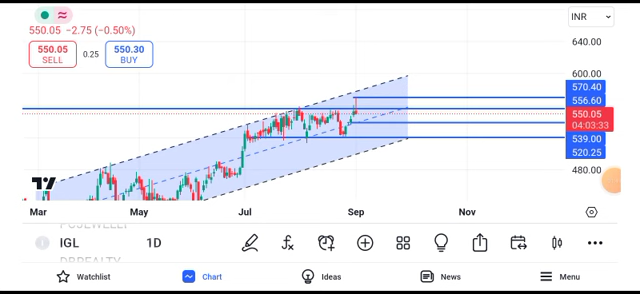 INR
550.05 −2.75 (−0.50%)
550.05
SELL
0.25
550.30
BUY
640.00
600.00
570.40
556.60
550.05
04:03:33
539.00
520.25
480.00
Mar May Jul Sep Nov
IGL 1D
DBREALTY
Watchlist Chart Ideas News Menu